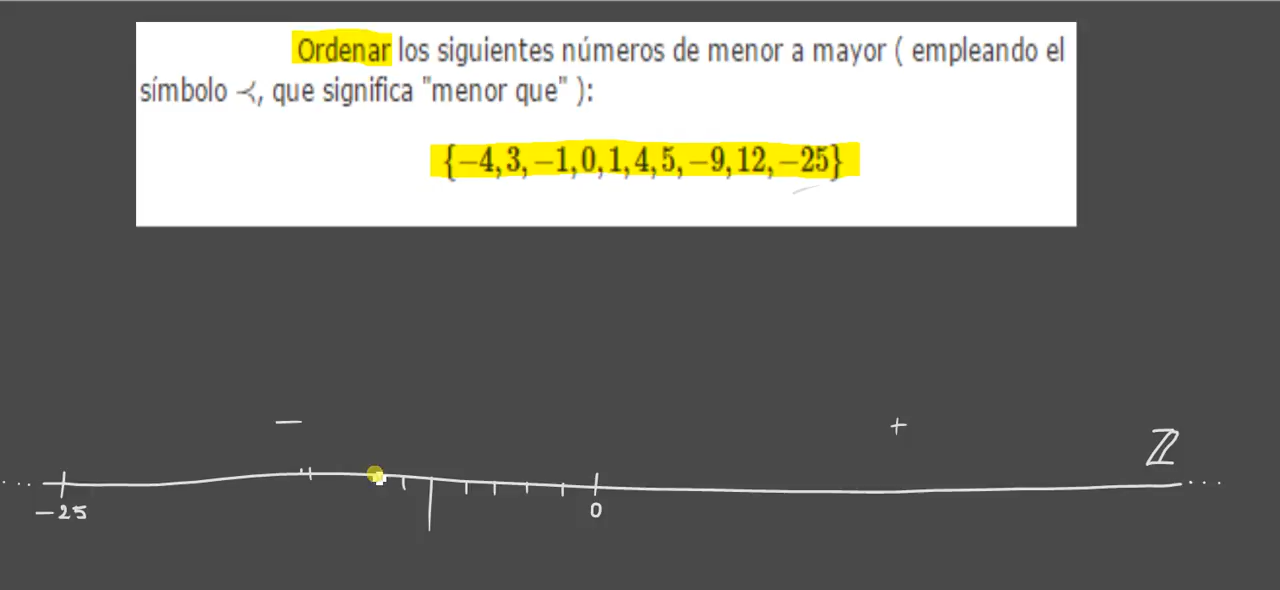 Ordenar los siguientes números de menor a mayor ( empleando el
símbolo ≺, que significa "menor que" ):
{−4, 3, −1, 0, 1, 4, 5, −9, 12, −25}
− +
ℤ
... ...
−25 0